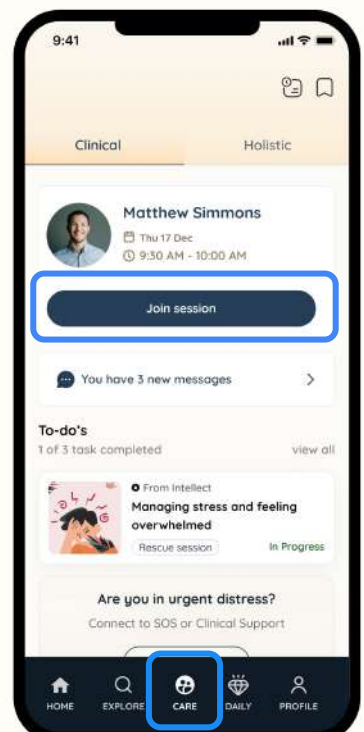 9:41
Clinical
Holistic
Matthew Simmons
Thu 17 Dec
9:30 AM - 10:00 AM
Join session
You have 3 new messages
To-do's
1 of 3 task completed
view all
From Intellect
Managing stress and feeling
overwhelmed
Rescue session
In Progress
Are you in urgent distress?
Connect to SOS or Clinical Support
HOME
EXPLORE
CARE
DAILY
PROFILE